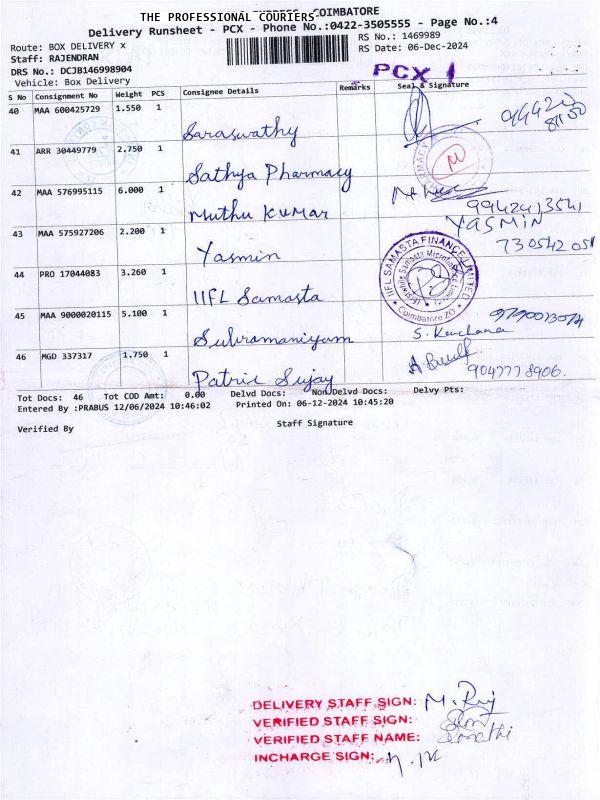 THE PROFESSIONAL COURIERS
COIMBATORE
Delivery Runsheet - PCX - Phone No.:0422-3505555 - Page No.:4
Route: BOX DELIVERY x
RS No.: 1469989
Staff: RAJENDRAN
RS Date: 06-Dec-2024
DRS No.: DCJB146998904
PCX 1
Vehicle: Box Delivery
S No Consignment No Weight PCS Consignee Details Remarks Seal & Signature
40 MAA 600425729 1.550 1 Saraswathy
41 ARR 30449779 2.750 1 Sathya Pharmacy
42 MAA 576995115 6.000 1 Muthu Kumar 9942413541
43 MAA 575927206 2.200 1 Yasmin YASMIN
44 PRO 17044083 3.260 1 IIFL Samasta
IIFL SAMASTA FINANCE LIMITED
Coimbatore ZO
45 MAA 9000020115 5.100 1 Subramaniyam
46 MGD 337317 1.750 1 Patric Sujay
Tot Docs: 46 Tot COD Amt: 0.00 Delvd Docs: Non Delvd Docs: Delvy Pts:
Entered By :PRABUS 12/06/2024 10:46:02 Printed On: 06-12-2024 10:45:20
Verified By Staff Signature
DELIVERY STAFF SIGN:
VERIFIED STAFF SIGN:
VERIFIED STAFF NAME:
INCHARGE SIGN: